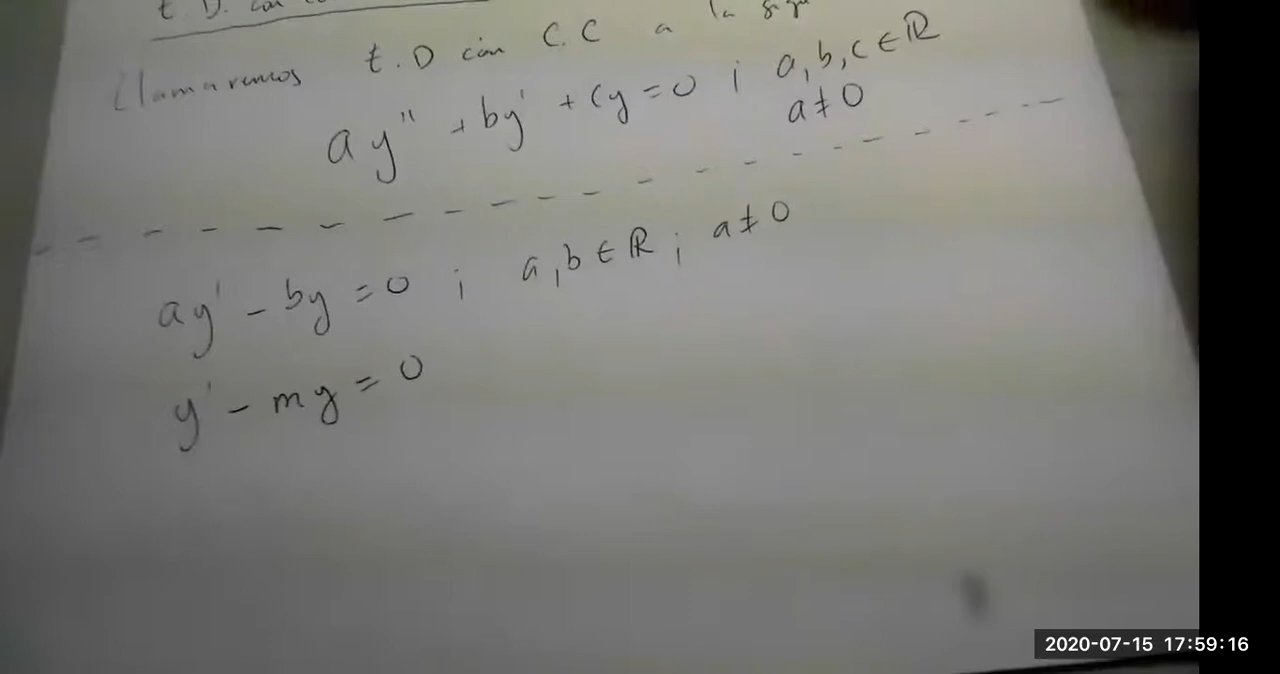 Llamaremos E.D con C.C a la
ay'' + by' + cy = 0 ; a, b, c ∈ ℝ
a ≠ 0
ay' - by = 0 ; a, b ∈ ℝ ; a ≠ 0
y' - my = 0
2020-07-15 17:59:16